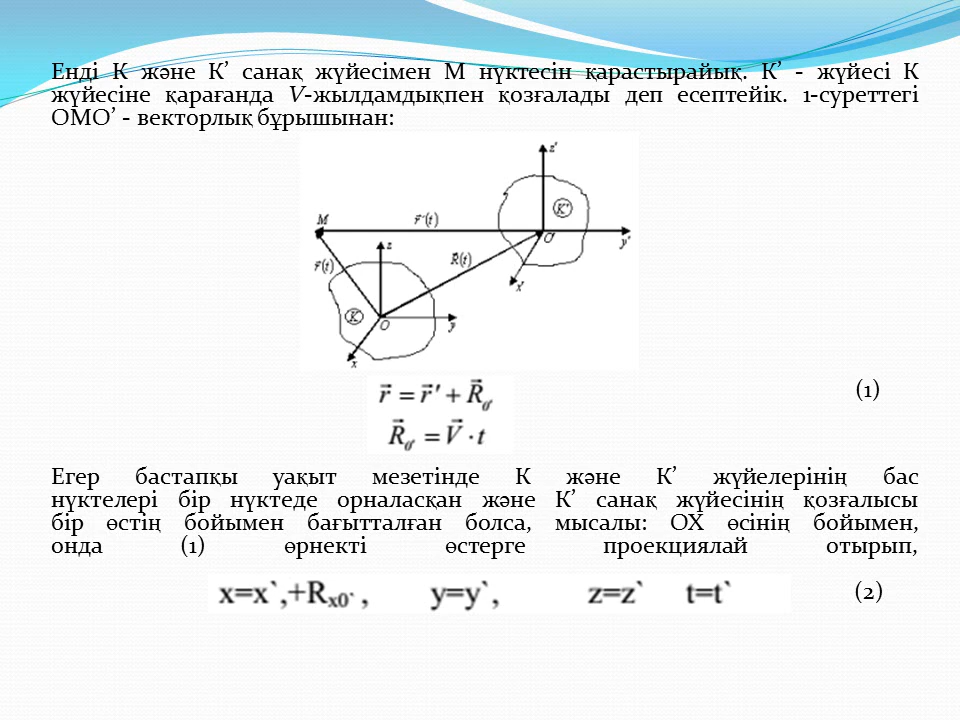 Енді К және К’ санақ жүйесімен М нүктесін қарастырайық. К’ - жүйесі К
жүйесіне қарағанда V-жылдамдықпен қозғалады деп есептейік. 1-суреттегі
ОМО’ - векторлық бұрышынан:
z'
K'
M
r⃗'(t)
O'
y'
z
R⃗(t)
r⃗(t)
x'
K
O
y
x
r⃗ = r⃗' + R⃗₀'
(1)
R⃗₀' = V⃗ · t
Егер бастапқы уақыт мезетінде К және К’ жүйелерінің бас
нүктелері бір нүктеде орналасқан және К’ санақ жүйесінің қозғалысы
бір өстің бойымен бағытталған болса, мысалы: ОХ өсінің бойымен,
онда (1) өрнекті өстерге проекциялай отырып,
x=x`,+Rx0` , y=y`, z=z` t=t` (2)